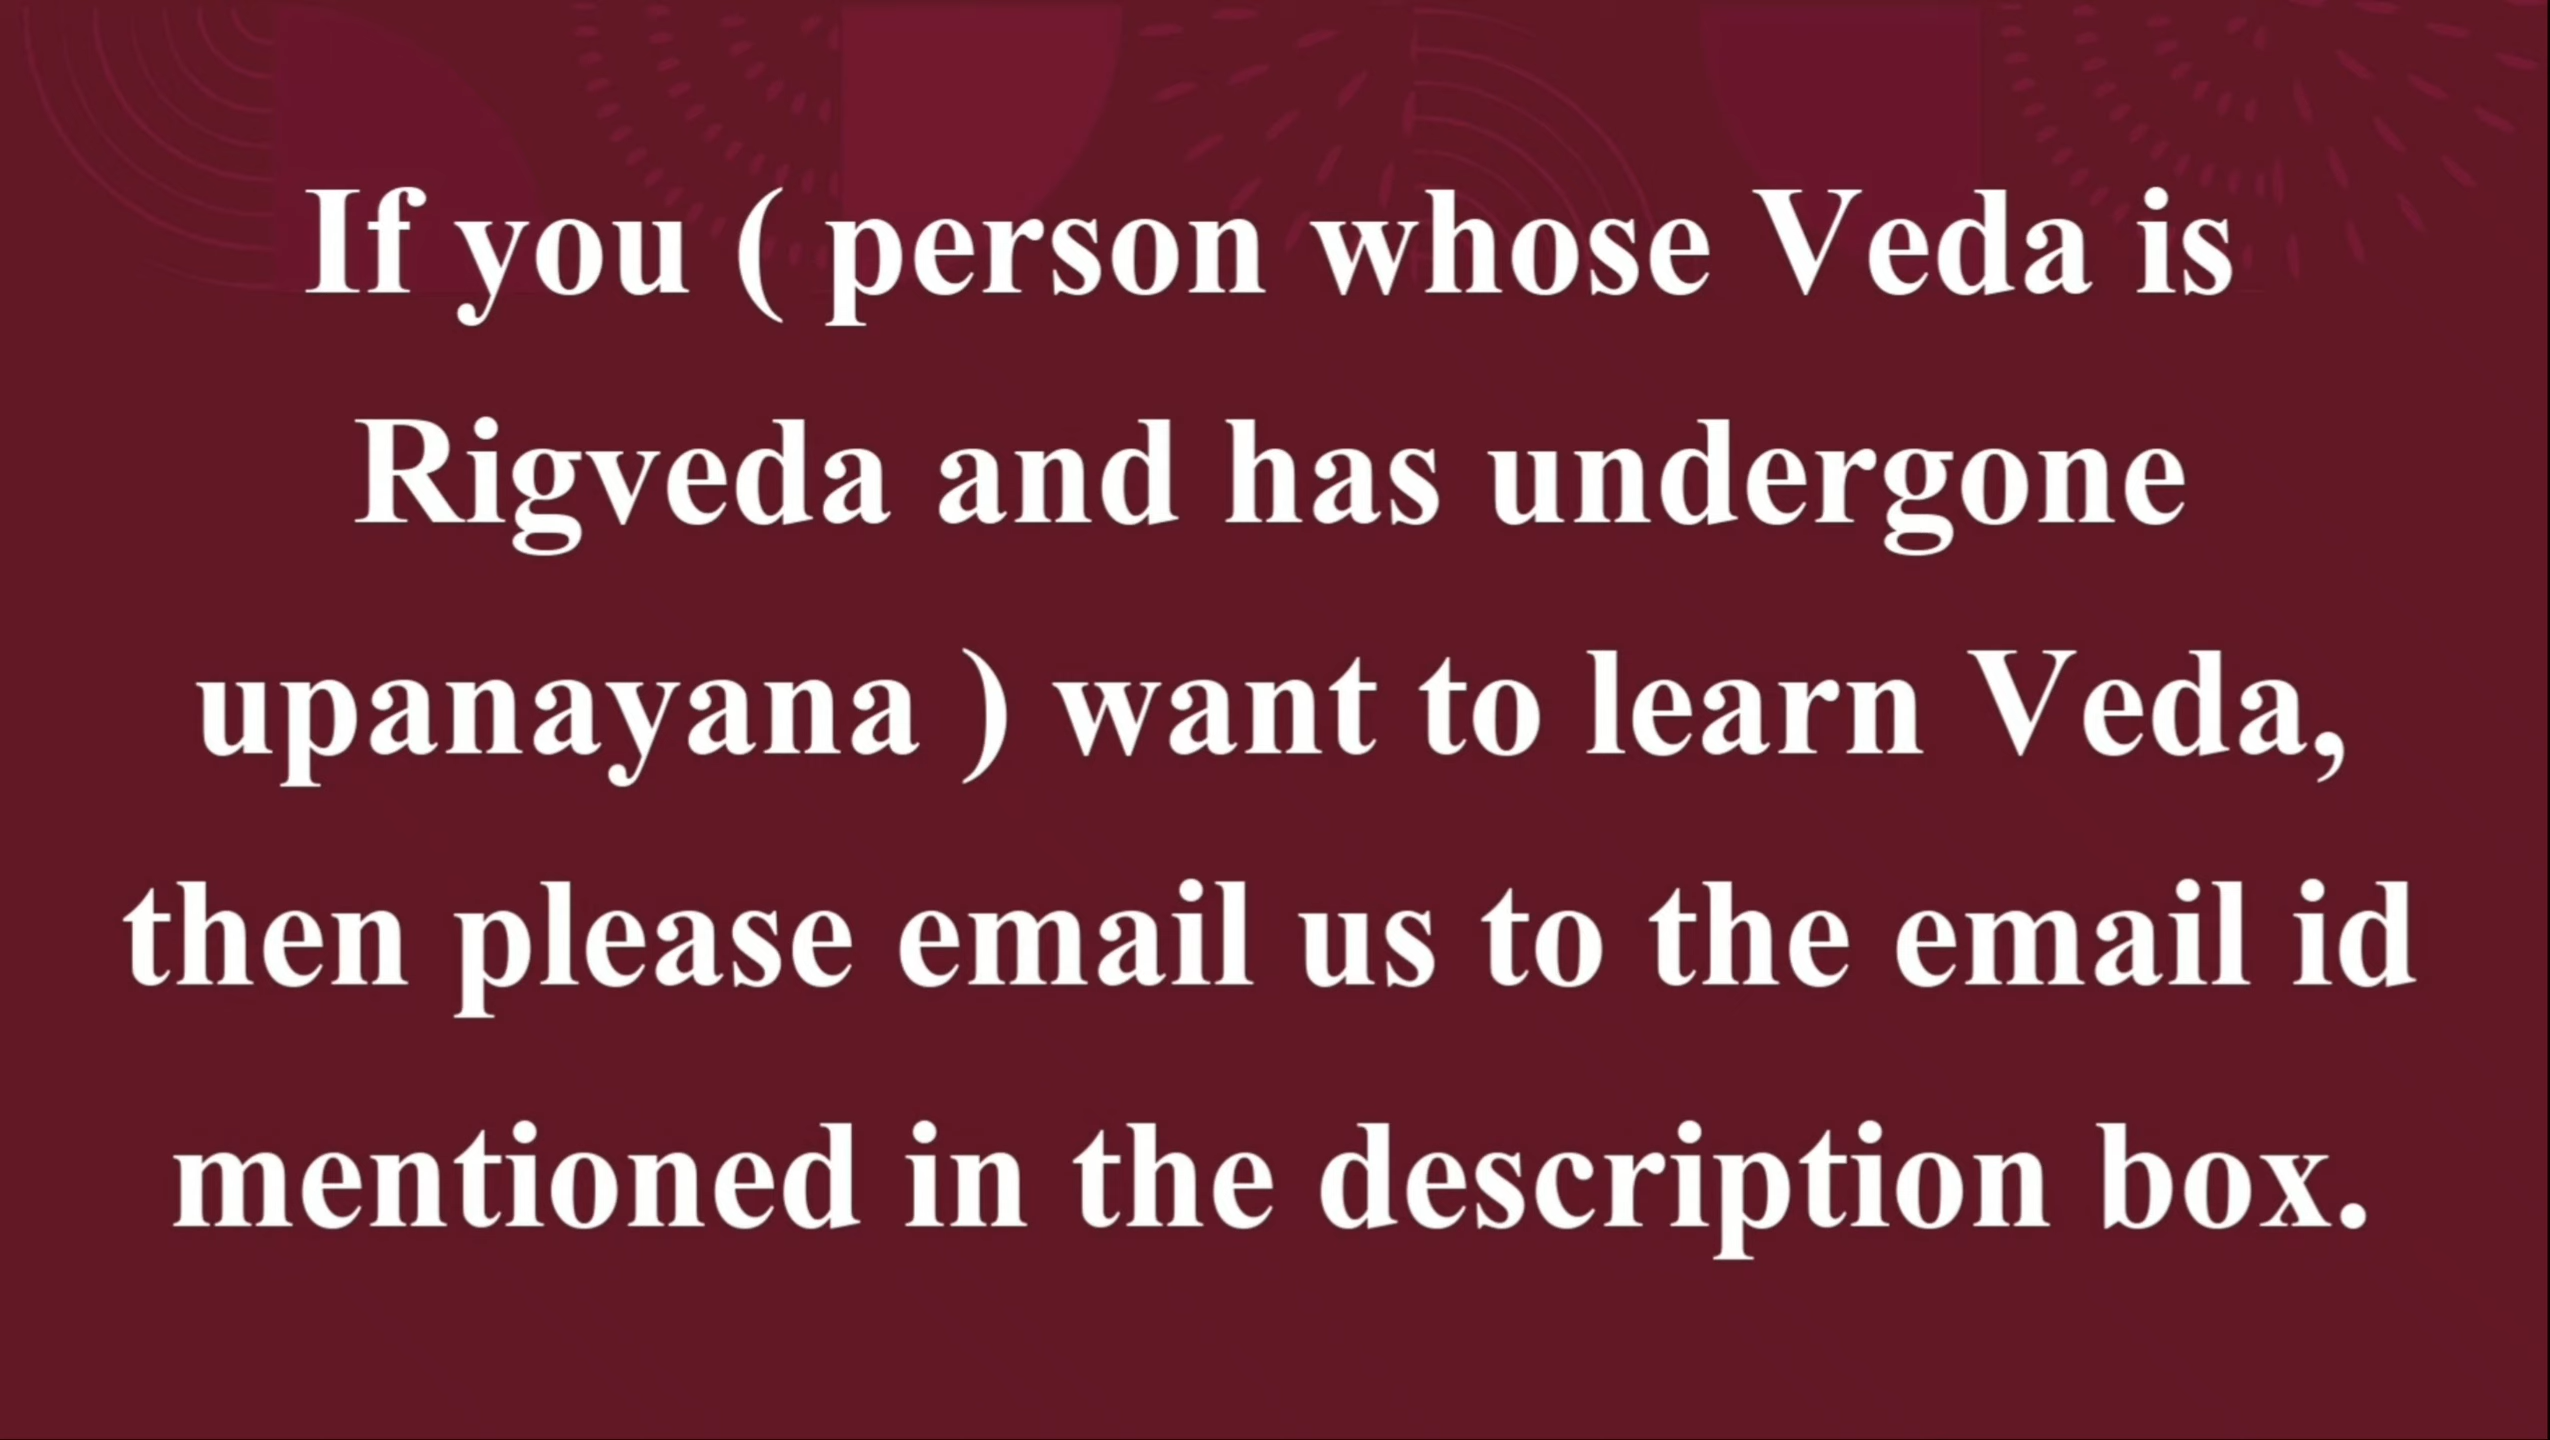 If you ( person whose Veda is
Rigveda and has undergone
upanayana ) want to learn Veda,
then please email us to the email id
mentioned in the description box.